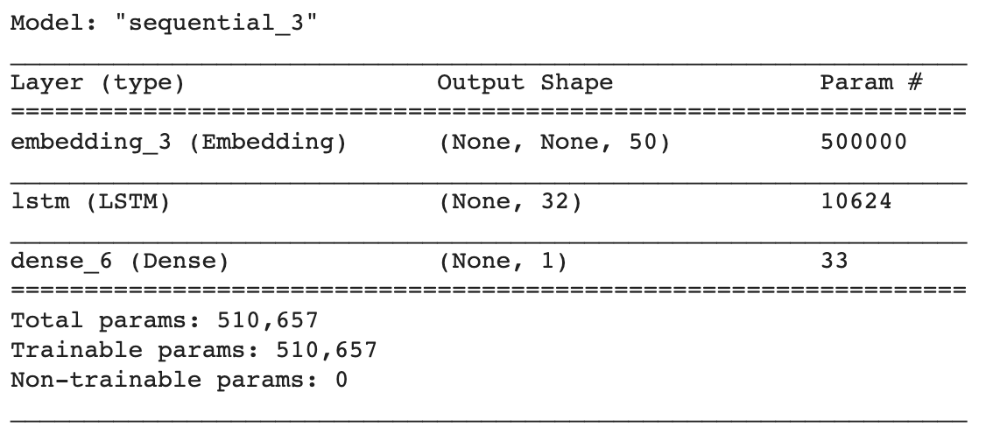 Model: "sequential_3"
_________________________________________________________________
Layer (type)                 Output Shape              Param #
=================================================================
embedding_3 (Embedding)      (None, None, 50)          500000
_________________________________________________________________
lstm (LSTM)                  (None, 32)                10624
_________________________________________________________________
dense_6 (Dense)              (None, 1)                 33
=================================================================
Total params: 510,657
Trainable params: 510,657
Non-trainable params: 0
_________________________________________________________________